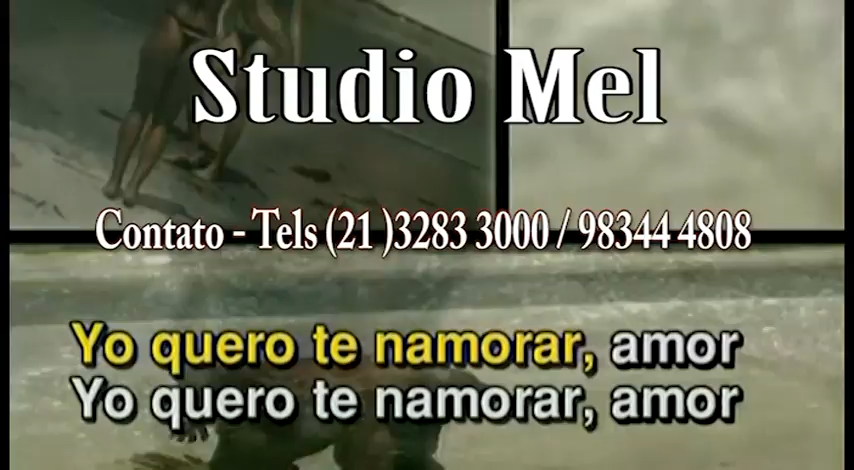 Studio Mel
Contato - Tels (21 )3283 3000 / 98344 4808
Yo quero te namorar, amor
Yo quero te namorar, amor